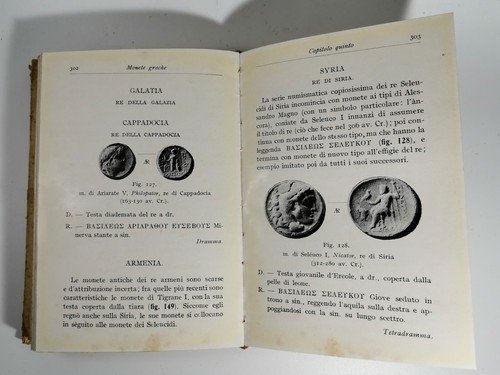 302
Monete greche
GALATIA
RE DELLA GALAZIA
CAPPADOCIA
RE DELLA CAPPADOCIA
Æ
Fig. 127.
m. di Ariarate V, Philopator, re di Cappadocia
(163-130 av. Cr.).
D. — Testa diademata del re a dr.
R. — ΒΑΣΙΛΕΩΣ ΑΡΙΑΡΑΘΟΥ ΕΥΣΕΒΟΥΣ Mi-
nerva stante a sin.
Dramma.
ARMENIA.
Le monete antiche dei re armeni sono scarse
e d'attribuzione incerta; fra quelle più recenti sono
caratteristiche le monete di Tigrane I, con la sua
testa coperta dalla tiara (fig. 149). Siccome egli
regnò anche sulla Siria, le sue monete si collocano
in séguito alle monete dei Seleucidi.
Capitolo quinto
303
SYRIA
RE DI SIRIA.
La serie numismatica copiosissima dei re Seleu-
cidi di Siria incomincia con monete ai tipi di Ales-
sandro Magno (con un simbolo particolare: l'àn-
cora), coniate da Seleuco I innanzi di assumere
il titolo di re (ciò che fece nel 306 av. Cr.); poi con-
tinua con monete dello stesso tipo, ma che hanno la
leggenda ΒΑΣΙΛΕΩΣ ΣΕΛΕΥΚΟΥ (fig. 128), e
termina con monete di nuovo tipo all'effigie del re;
esempio imitato poi da tutti i suoi successori.
Æ
Fig. 128.
m. di Seléuco I, Nicator, re di Siria
(312-280 av. Cr.).
D. — Testa giovanile d'Ercole, a dr., coperta dalla
pelle di leone.
R. — ΒΑΣΙΛΕΩΣ ΣΕΛΕΥΚΟΥ Giove seduto in
trono a sin., reggendo l'aquila sulla destra e ap-
poggiandosi con la sin. su lungo scettro.
Tetradramma.